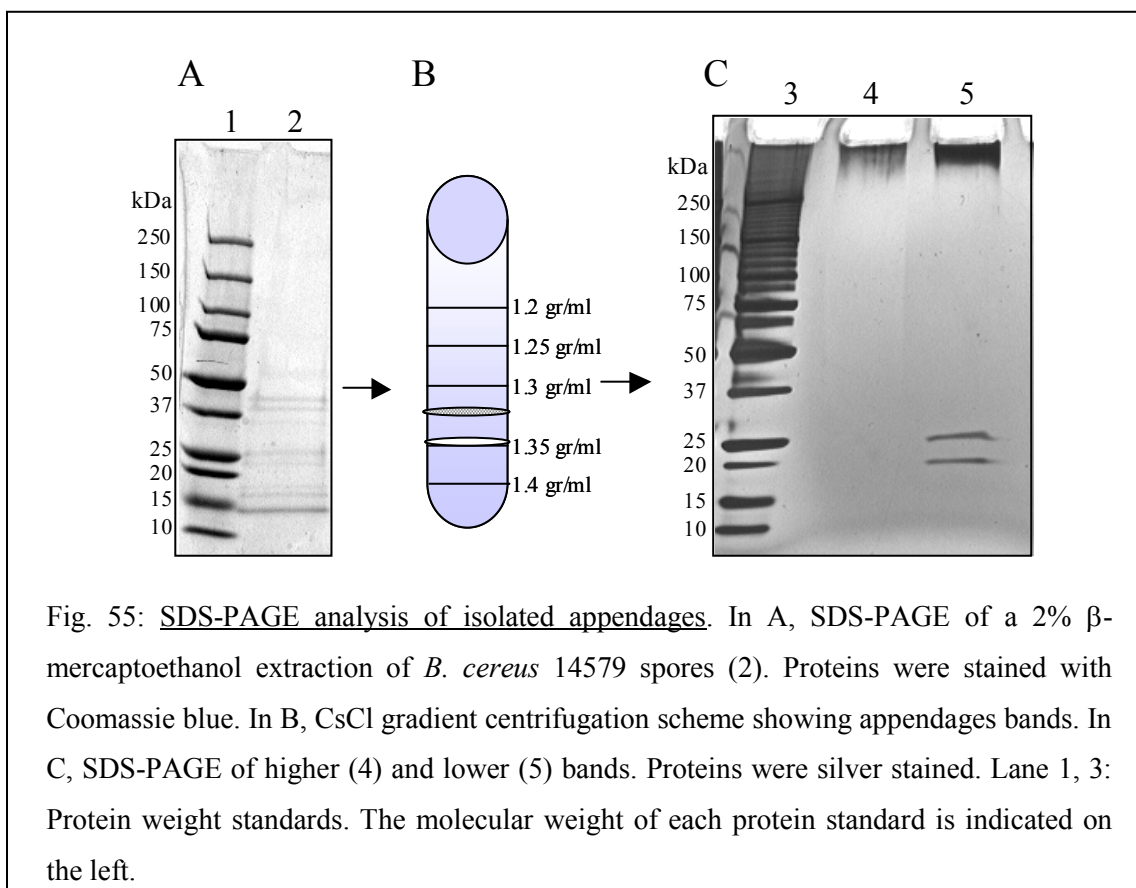 A
B
C
1 2
3 4 5
kDa
250
150
100
75
50
37
25
20
15
10
1.2 gr/ml
1.25 gr/ml
1.3 gr/ml
1.35 gr/ml
1.4 gr/ml
kDa
250
150
100
75
50
37
25
20
15
10
Fig. 55: SDS-PAGE analysis of isolated appendages. In A, SDS-PAGE of a 2% β-
mercaptoethanol extraction of B. cereus 14579 spores (2). Proteins were stained with
Coomassie blue. In B, CsCl gradient centrifugation scheme showing appendages bands. In
C, SDS-PAGE of higher (4) and lower (5) bands. Proteins were silver stained. Lane 1, 3:
Protein weight standards. The molecular weight of each protein standard is indicated on
the left.